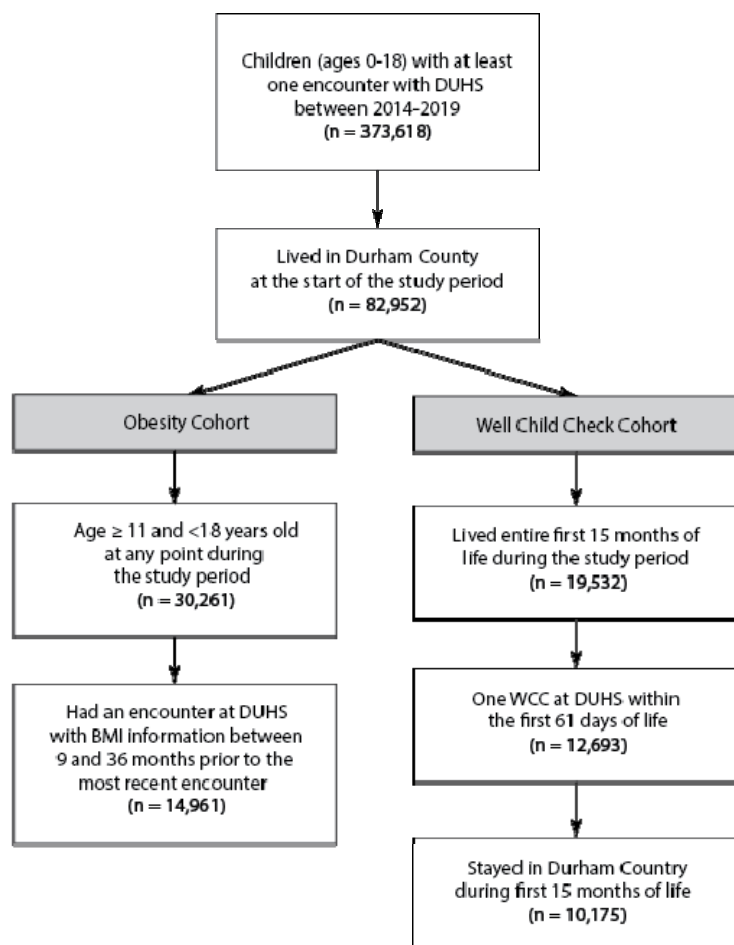 Children (ages 0-18) with at least
one encounter with DUHS
between 2014-2019
(n = 373,618)
Lived in Durham County
at the start of the study period
(n = 82,952)
Obesity Cohort
Age ≥ 11 and <18 years old
at any point during
the study period
(n = 30,261)
Had an encounter at DUHS
with BMI information between
9 and 36 months prior to the
most recent encounter
(n = 14,961)
Well Child Check Cohort
Lived entire first 15 months of
life during the study period
(n = 19,532)
One WCC at DUHS within
the first 61 days of life
(n = 12,693)
Stayed in Durham Country
during first 15 months of life
(n = 10,175)